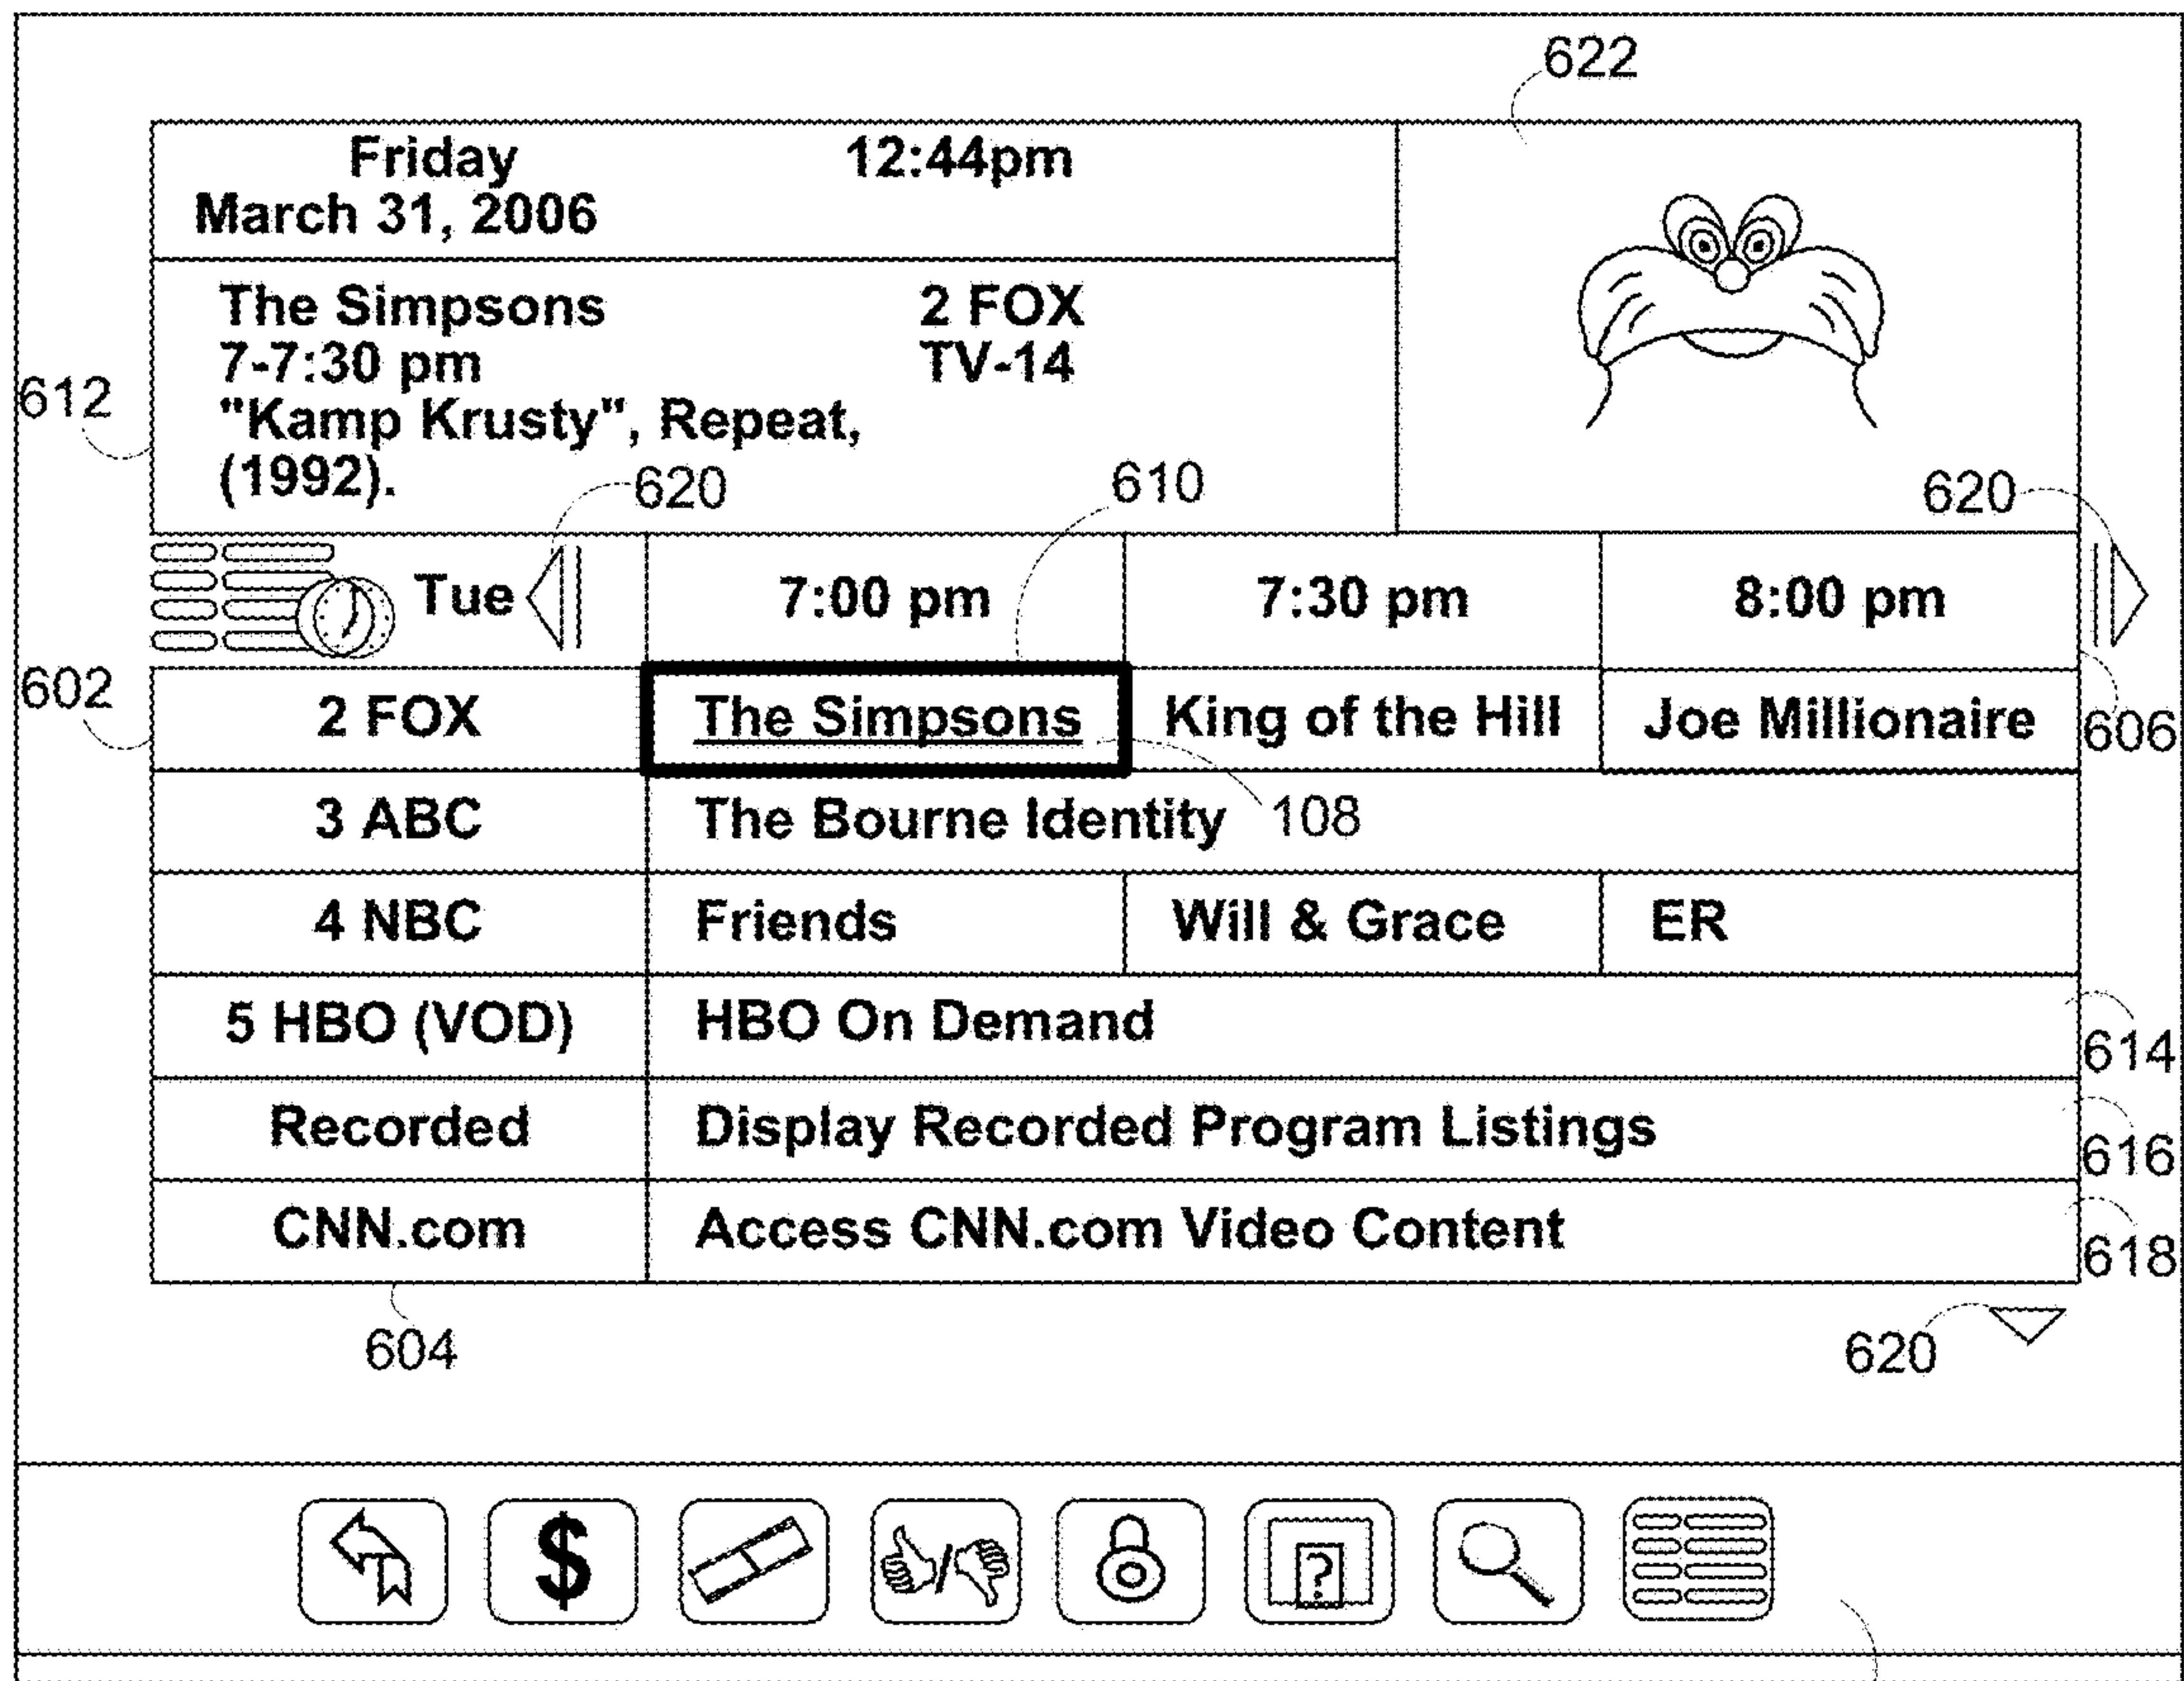 622
Friday 12:44pm
March 31, 2006
The Simpsons 2 FOX
7-7:30 pm TV-14
612
"Kamp Krusty", Repeat,
(1992).
620 610 620
Tue 7:00 pm 7:30 pm 8:00 pm
602
2 FOX The Simpsons King of the Hill Joe Millionaire
606
3 ABC The Bourne Identity 108
4 NBC Friends Will & Grace ER
5 HBO (VOD) HBO On Demand
614
Recorded Display Recorded Program Listings
616
CNN.com Access CNN.com Video Content
618
604 620
$ ?